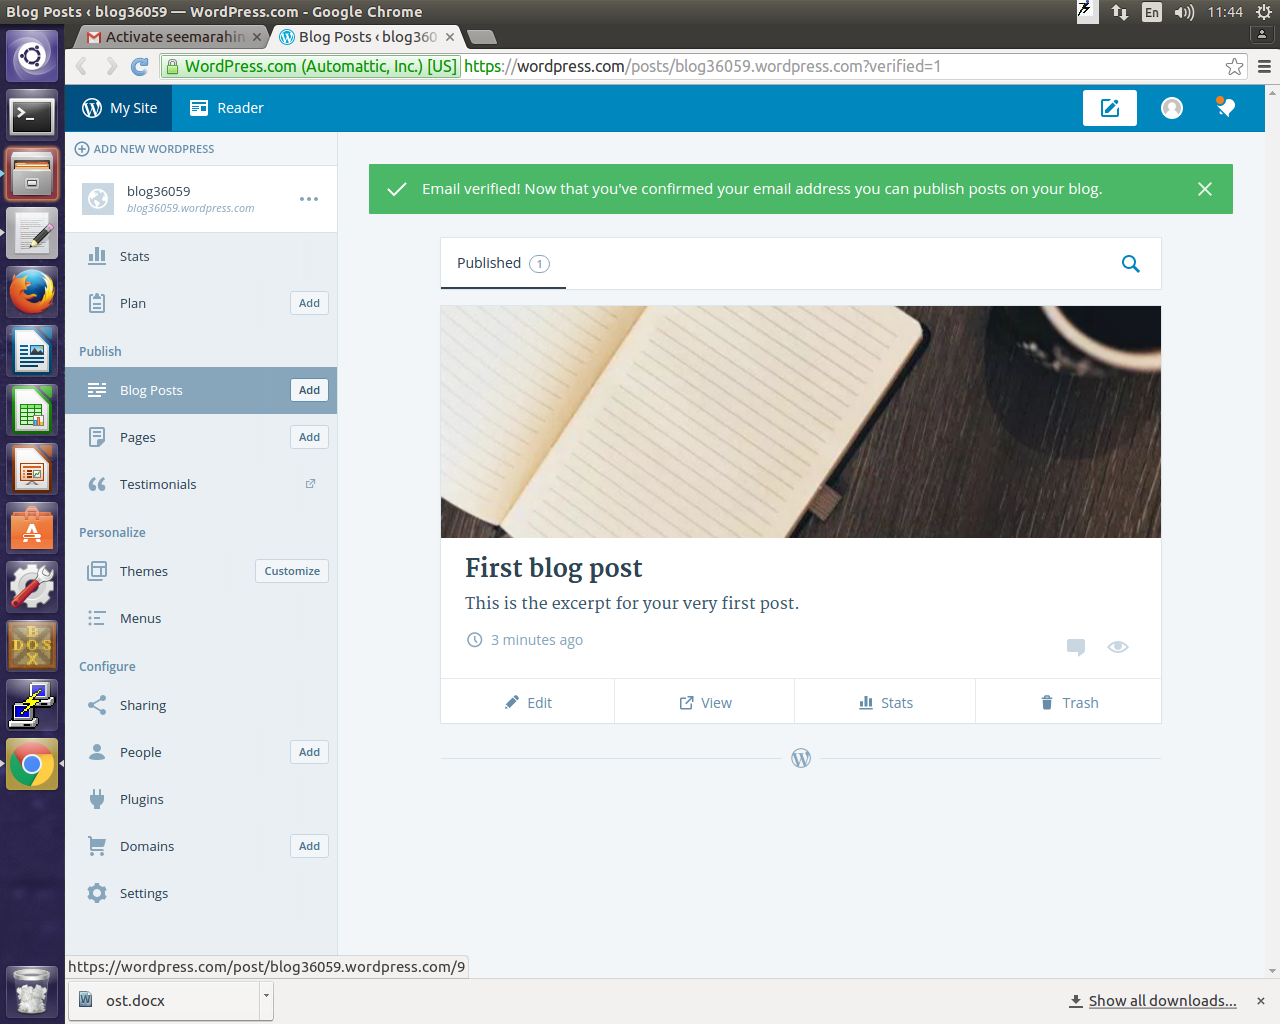 Blog Posts ‹ blog36059 — WordPress.com - Google Chrome
En
11:44
Activate seemarahin
Blog Posts ‹ blog360
WordPress.com (Automattic, Inc.) [US]
https://wordpress.com/posts/blog36059.wordpress.com?verified=1
My Site
Reader
ADD NEW WORDPRESS
blog36059
blog36059.wordpress.com
Email verified! Now that you've confirmed your email address you can publish posts on your blog.
Stats
Plan
Add
Publish
Blog Posts
Add
Pages
Add
Testimonials
Personalize
Themes
Customize
Menus
Configure
Sharing
People
Add
Plugins
Domains
Add
Settings
Published 1
First blog post
This is the excerpt for your very first post.
3 minutes ago
Edit
View
Stats
Trash
https://wordpress.com/post/blog36059.wordpress.com/9
ost.docx
Show all downloads...